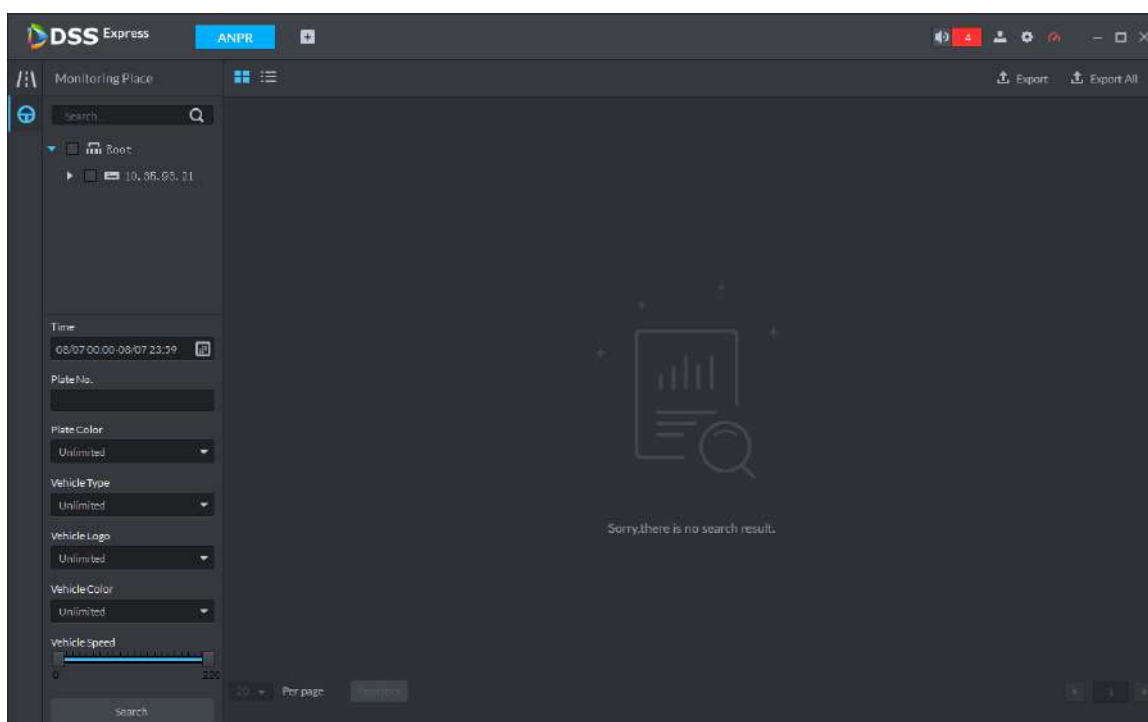 DSS Express
ANPR
4
Monitoring Place
Export
Export All
Search...
Root
10.35.93.21
Time
08/07 00:00-08/07 23:59
Plate No.
Plate Color
Unlimited
Vehicle Type
Unlimited
Vehicle Logo
Unlimited
Vehicle Color
Unlimited
Vehicle Speed
0
220
Search
Sorry,there is no search result.
20
Per page
1